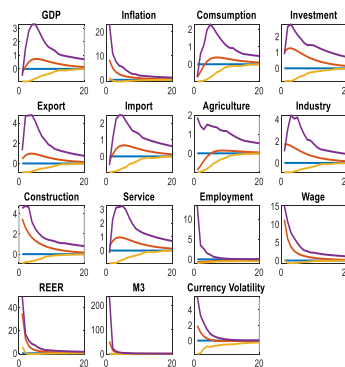 GDP Inflation Comsumption Investment
3 2 1 0 0 20
20 10 0 0 20
2 0 0 20
2 1 0 0 20
Export Import Agriculture Industry
4 2 0 0 20
2 0 0 20
2 1 0 0 20
4 2 0 0 20
Construction Service Employment Wage
4 2 0 0 20
3 2 1 0 0 20
10 5 0 0 20
15 10 5 0 0 20
REER M3 Currency Volatility
40 20 0 0 20
200 100 0 0 20
4 2 0 -2 0 20